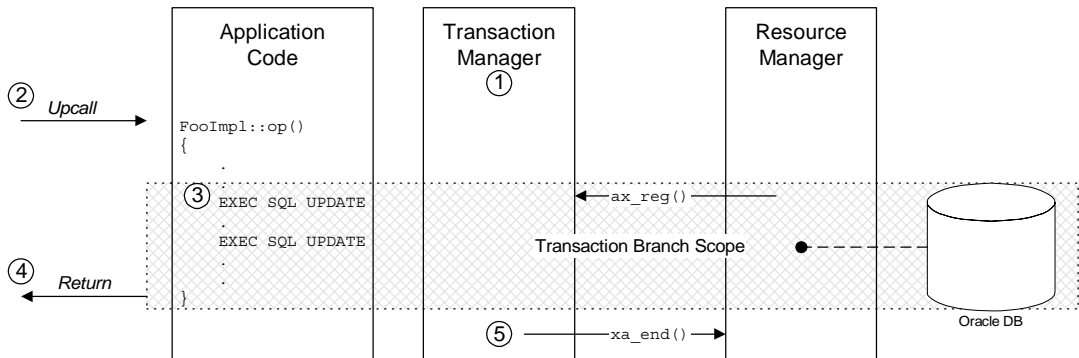 Application
Code
Transaction
Manager
①
Resource
Manager
②
Upcall
FooImpl::op()
{
.
.
③
EXEC SQL UPDATE
ax_reg()
.
EXEC SQL UPDATE
Transaction Branch Scope
.
.
④
Return
}
Oracle DB
⑤
xa_end()